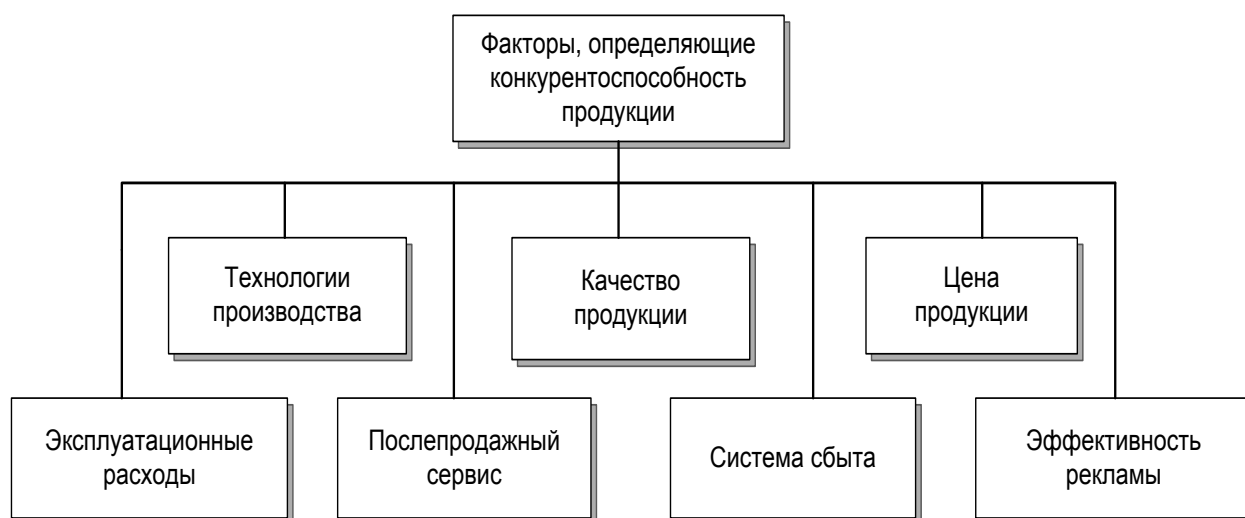 Факторы, определяющие
конкурентоспособность
продукции
Технологии
производства
Качество
продукции
Цена
продукции
Эксплуатационные
расходы
Послепродажный
сервис
Система сбыта
Эффективность
рекламы